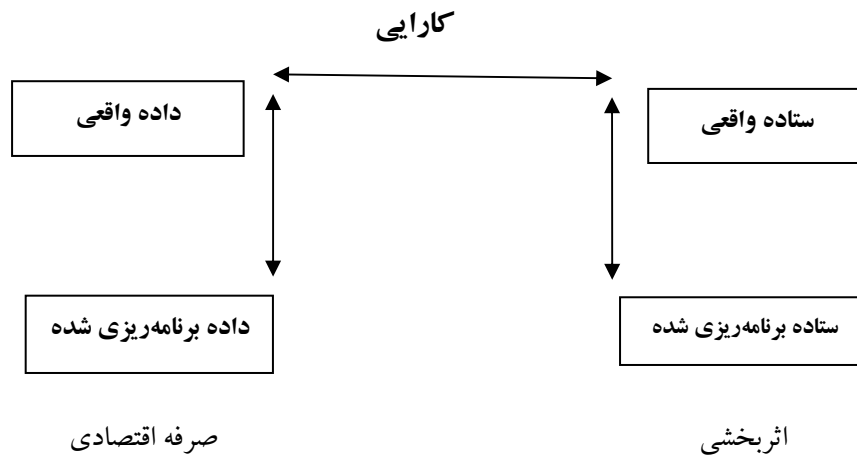 کارایی
ستاده واقعی
داده واقعی
ستاده برنامه‌ریزی شده
داده برنامه‌ریزی شده
اثربخشی
صرفه اقتصادی